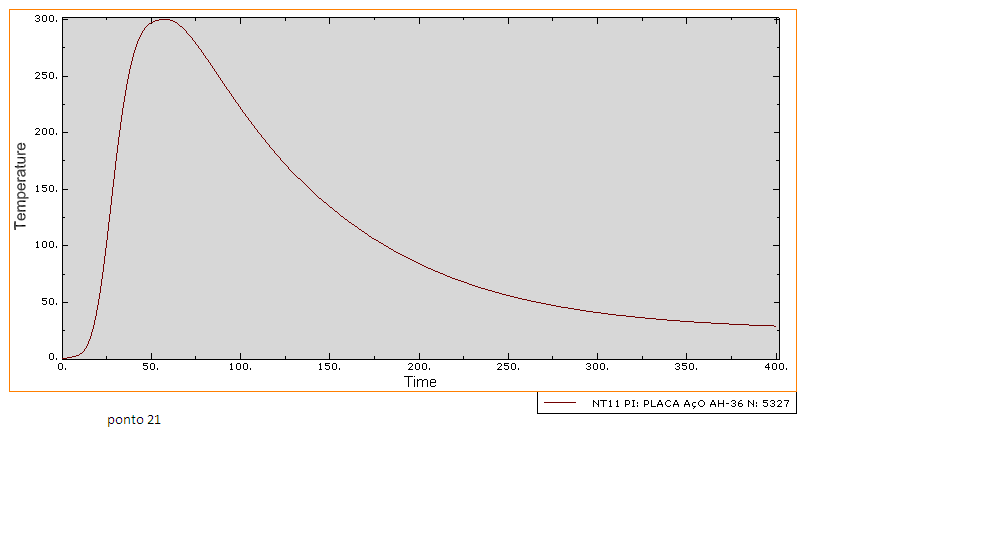 300.
250.
200.
150.
100.
50.
0.
Temperature
0. 50. 100. 150. 200. 250. 300. 350. 400.
Time
NT11 PI: PLACA AçO AH-36 N: 5327
ponto 21